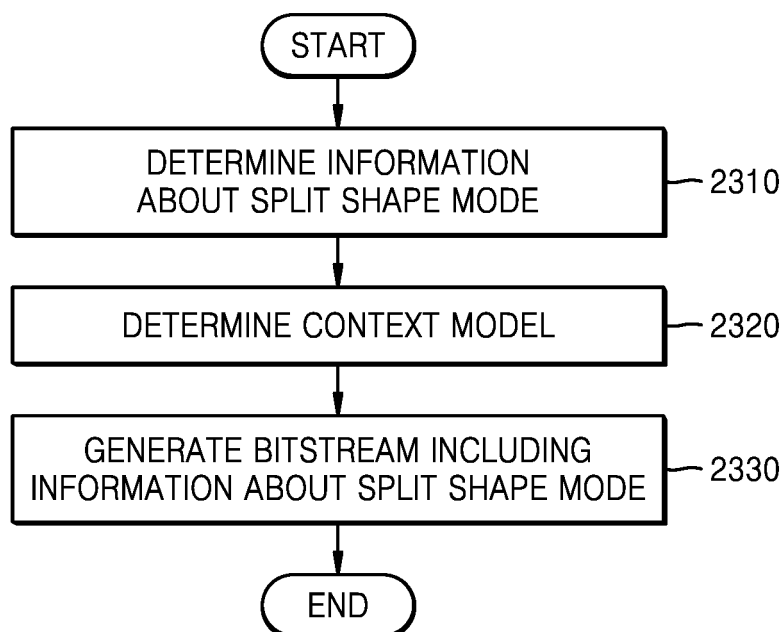 START
DETERMINE INFORMATION
ABOUT SPLIT SHAPE MODE
2310
DETERMINE CONTEXT MODEL
2320
GENERATE BITSTREAM INCLUDING
INFORMATION ABOUT SPLIT SHAPE MODE
2330
END